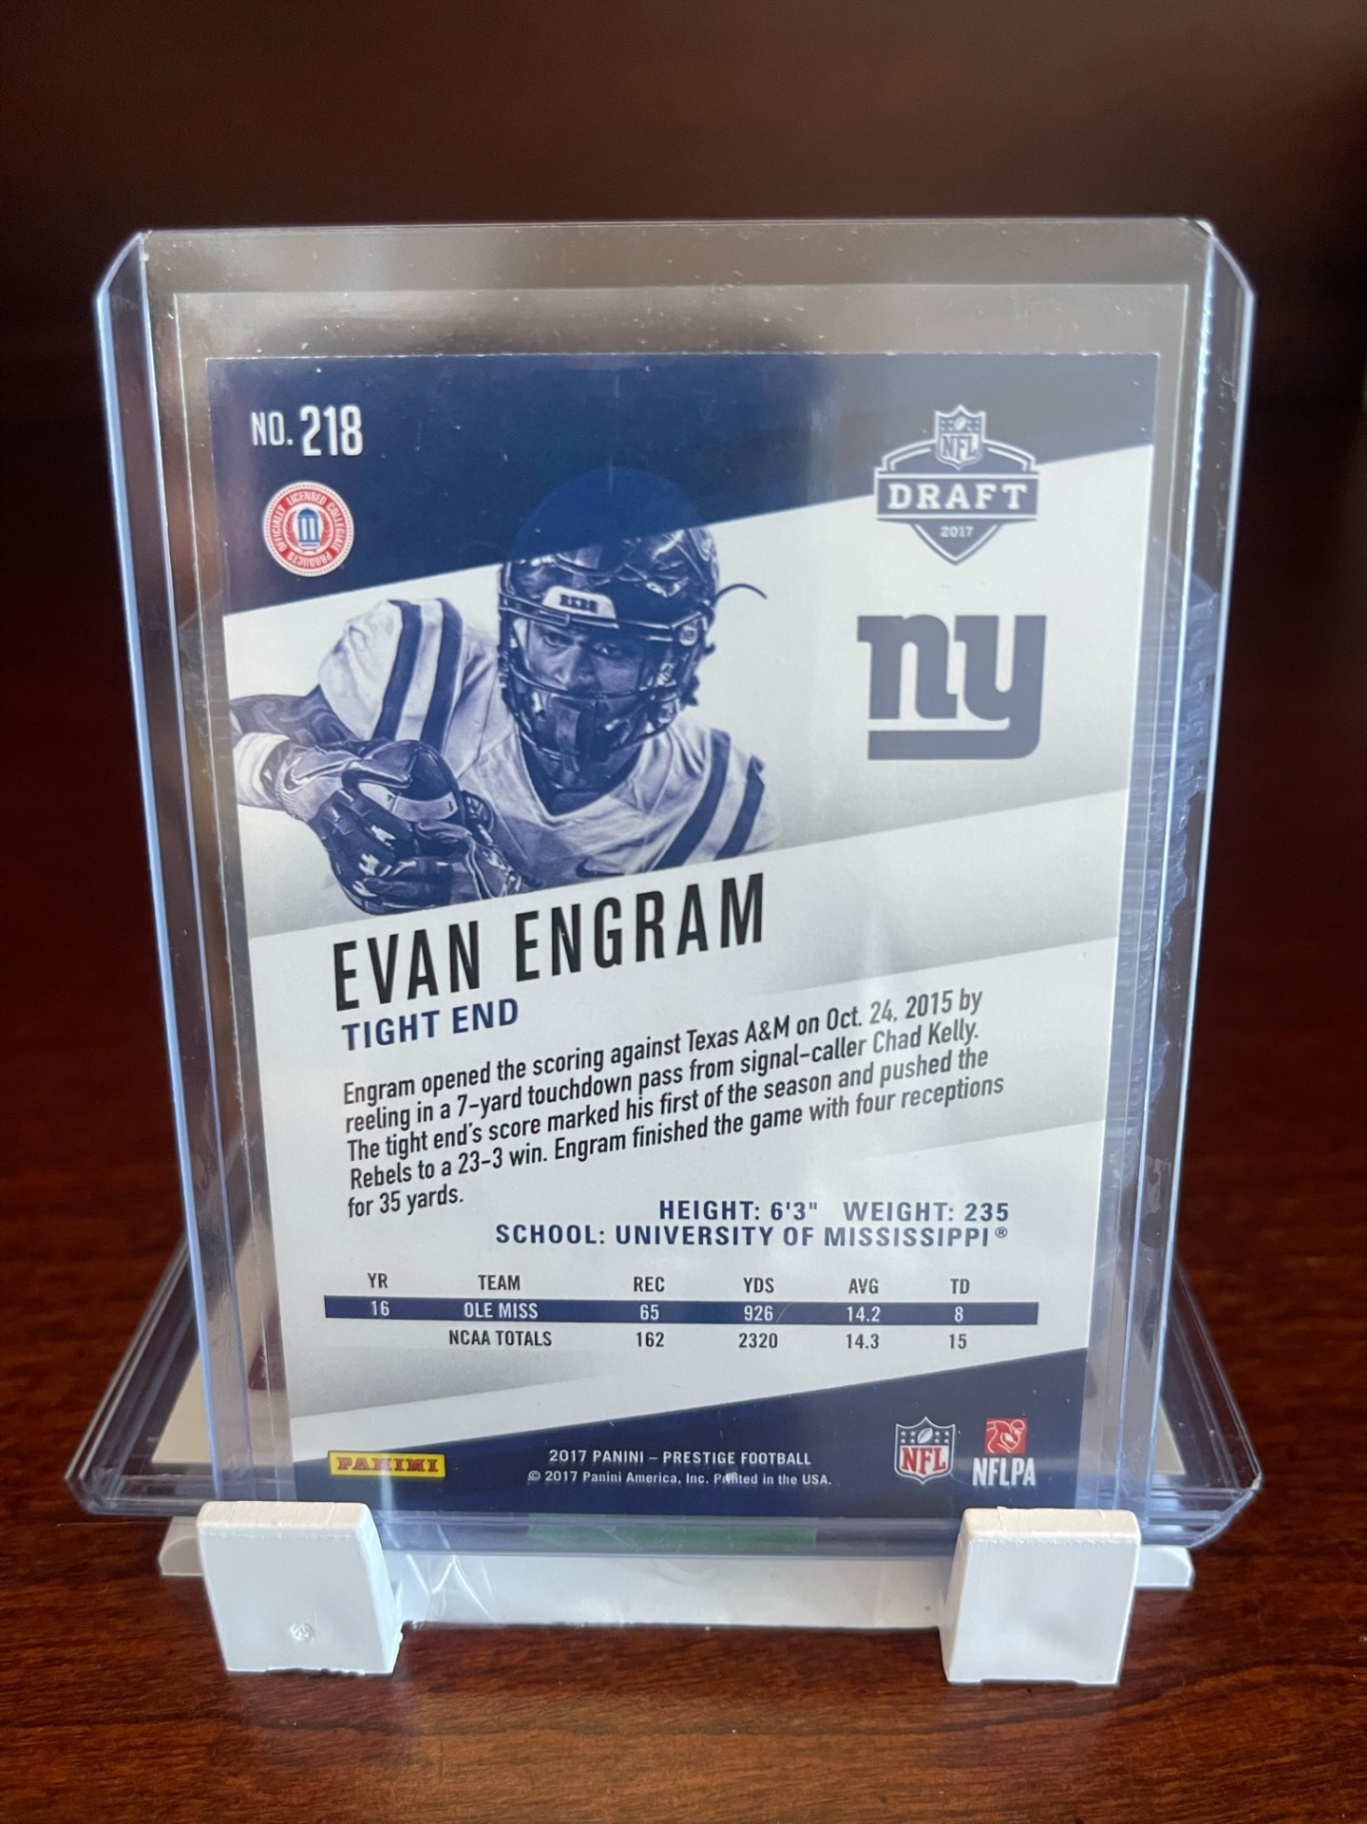 NO. 218
OFFICIALLY LICENSED COLLEGIATE PRODUCTS
NFL
DRAFT
2017
ny
EVAN ENGRAM
TIGHT END
Engram opened the scoring against Texas A&M on Oct. 24, 2015 by
reeling in a 7-yard touchdown pass from signal-caller Chad Kelly.
The tight end's score marked his first of the season and pushed the
Rebels to a 23-3 win. Engram finished the game with four receptions
for 35 yards.
HEIGHT: 6'3" WEIGHT: 235
SCHOOL: UNIVERSITY OF MISSISSIPPI®
YR TEAM REC YDS AVG TD
16 OLE MISS 65 926 14.2 8
NCAA TOTALS 162 2320 14.3 15
PANINI
2017 PANINI – PRESTIGE FOOTBALL
© 2017 Panini America, Inc. Printed in the USA.
NFL
NFLPA